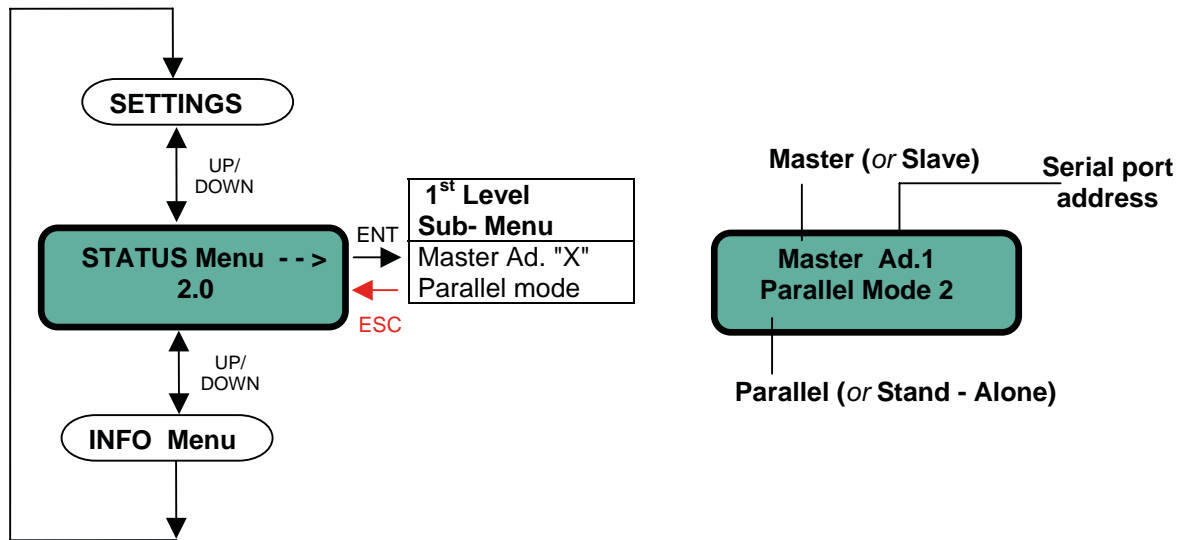 SETTINGS
UP/
DOWN
STATUS Menu - - >
2.0
ENT
ESC
1st Level
Sub- Menu
Master Ad. "X"
Parallel mode
UP/
DOWN
INFO Menu
Master (or Slave)
Serial port
address
Master Ad.1
Parallel Mode 2
Parallel (or Stand - Alone)